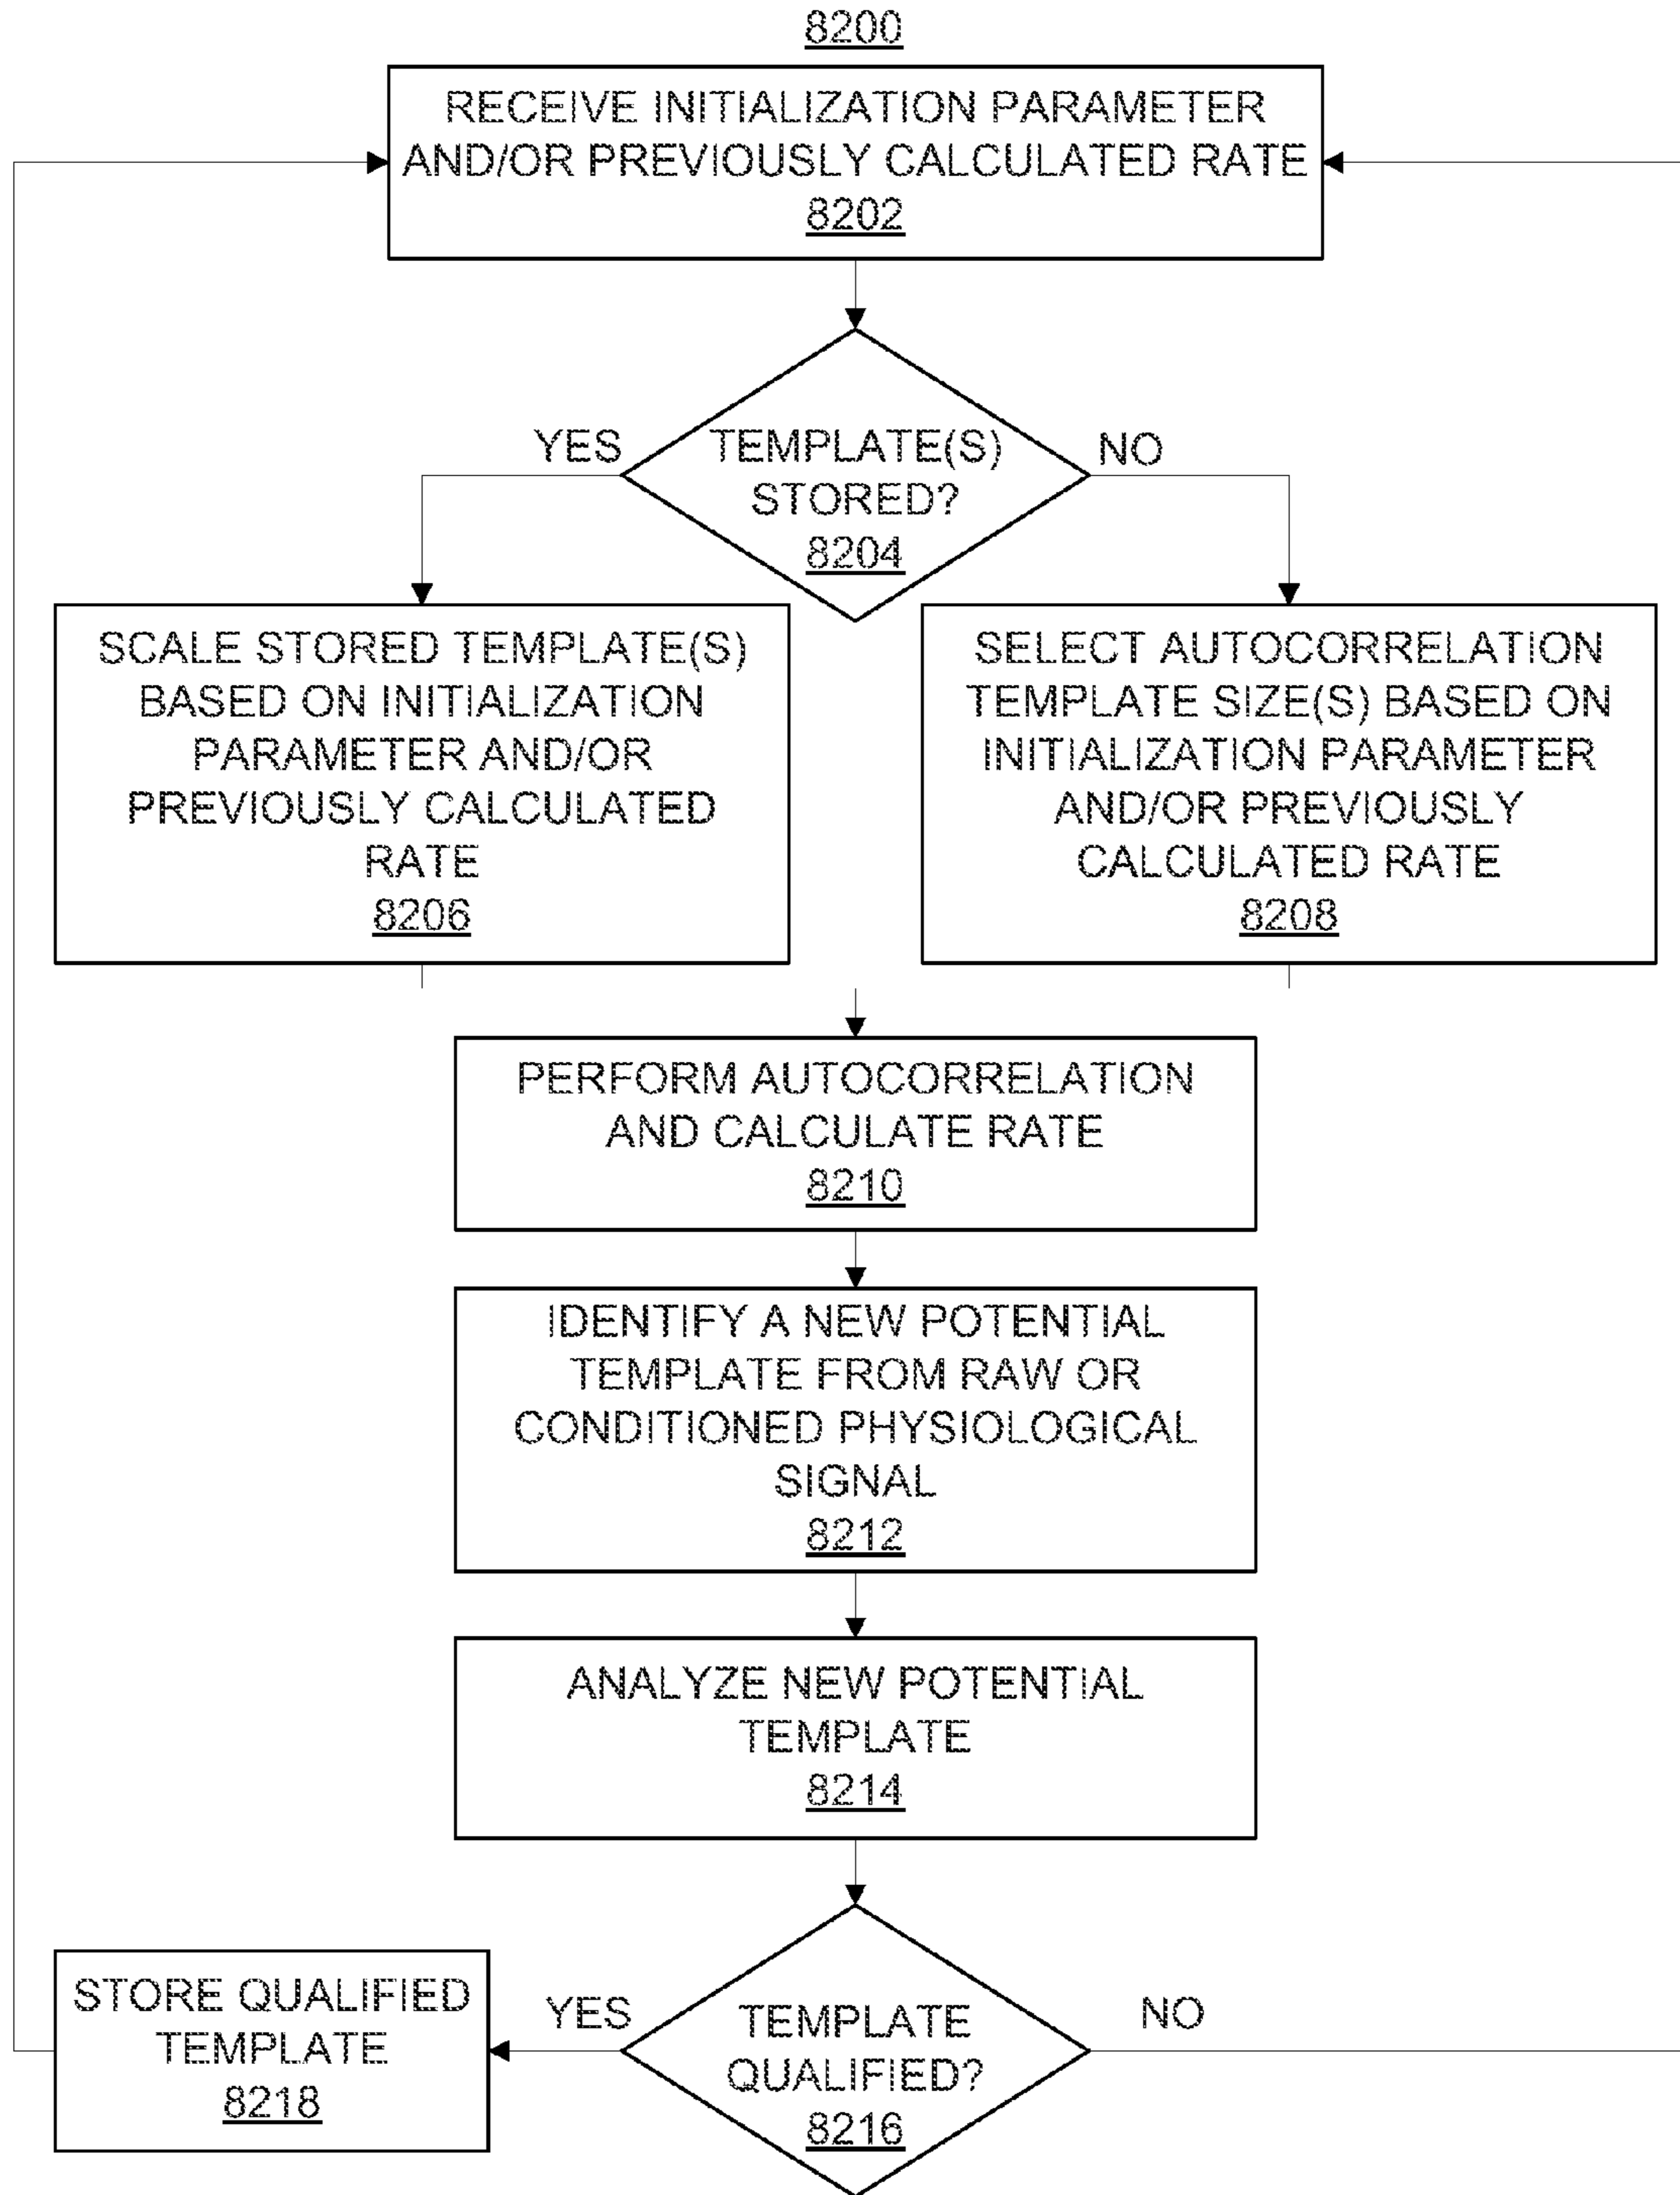 8200
RECEIVE INITIALIZATION PARAMETER
AND/OR PREVIOUSLY CALCULATED RATE
8202
YES
TEMPLATE(S)
STORED?
8204
NO
SCALE STORED TEMPLATE(S)
BASED ON INITIALIZATION
PARAMETER AND/OR
PREVIOUSLY CALCULATED
RATE
8206
SELECT AUTOCORRELATION
TEMPLATE SIZE(S) BASED ON
INITIALIZATION PARAMETER
AND/OR PREVIOUSLY
CALCULATED RATE
8208
PERFORM AUTOCORRELATION
AND CALCULATE RATE
8210
IDENTIFY A NEW POTENTIAL
TEMPLATE FROM RAW OR
CONDITIONED PHYSIOLOGICAL
SIGNAL
8212
ANALYZE NEW POTENTIAL
TEMPLATE
8214
STORE QUALIFIED
TEMPLATE
8218
YES
TEMPLATE
QUALIFIED?
8216
NO